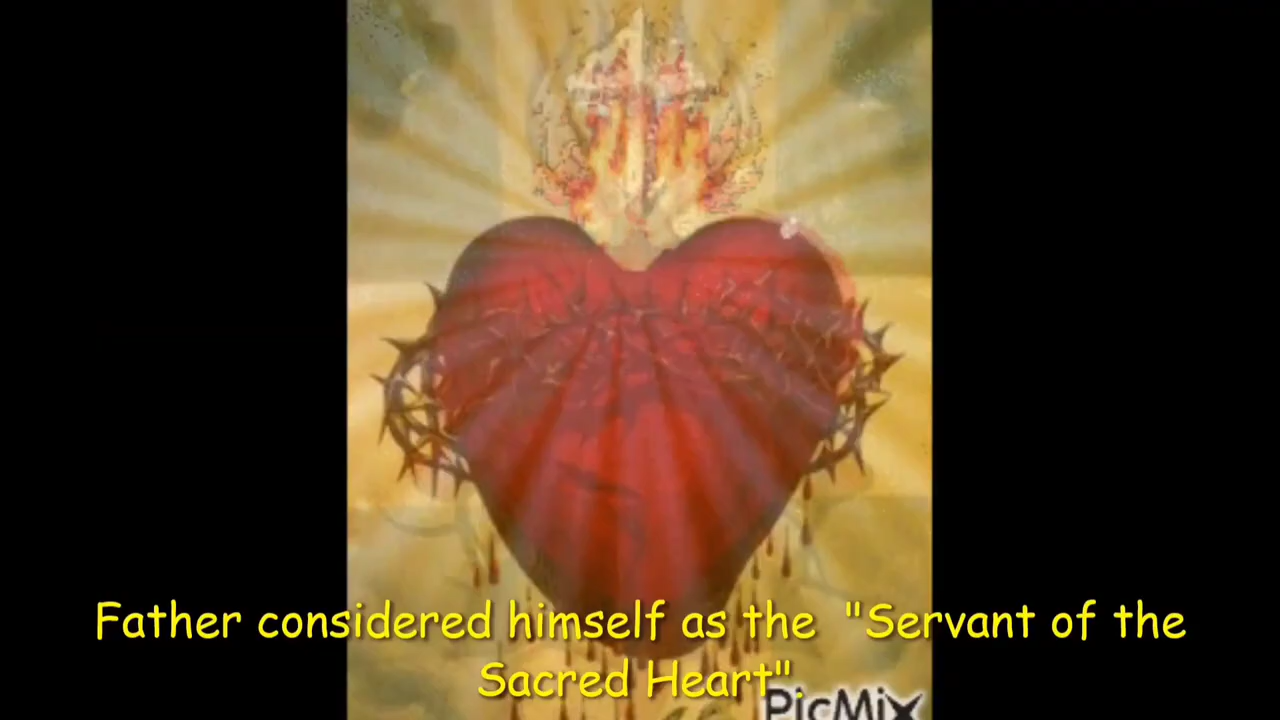 Father considered himself as the "Servant of the
Sacred Heart".
PicMix